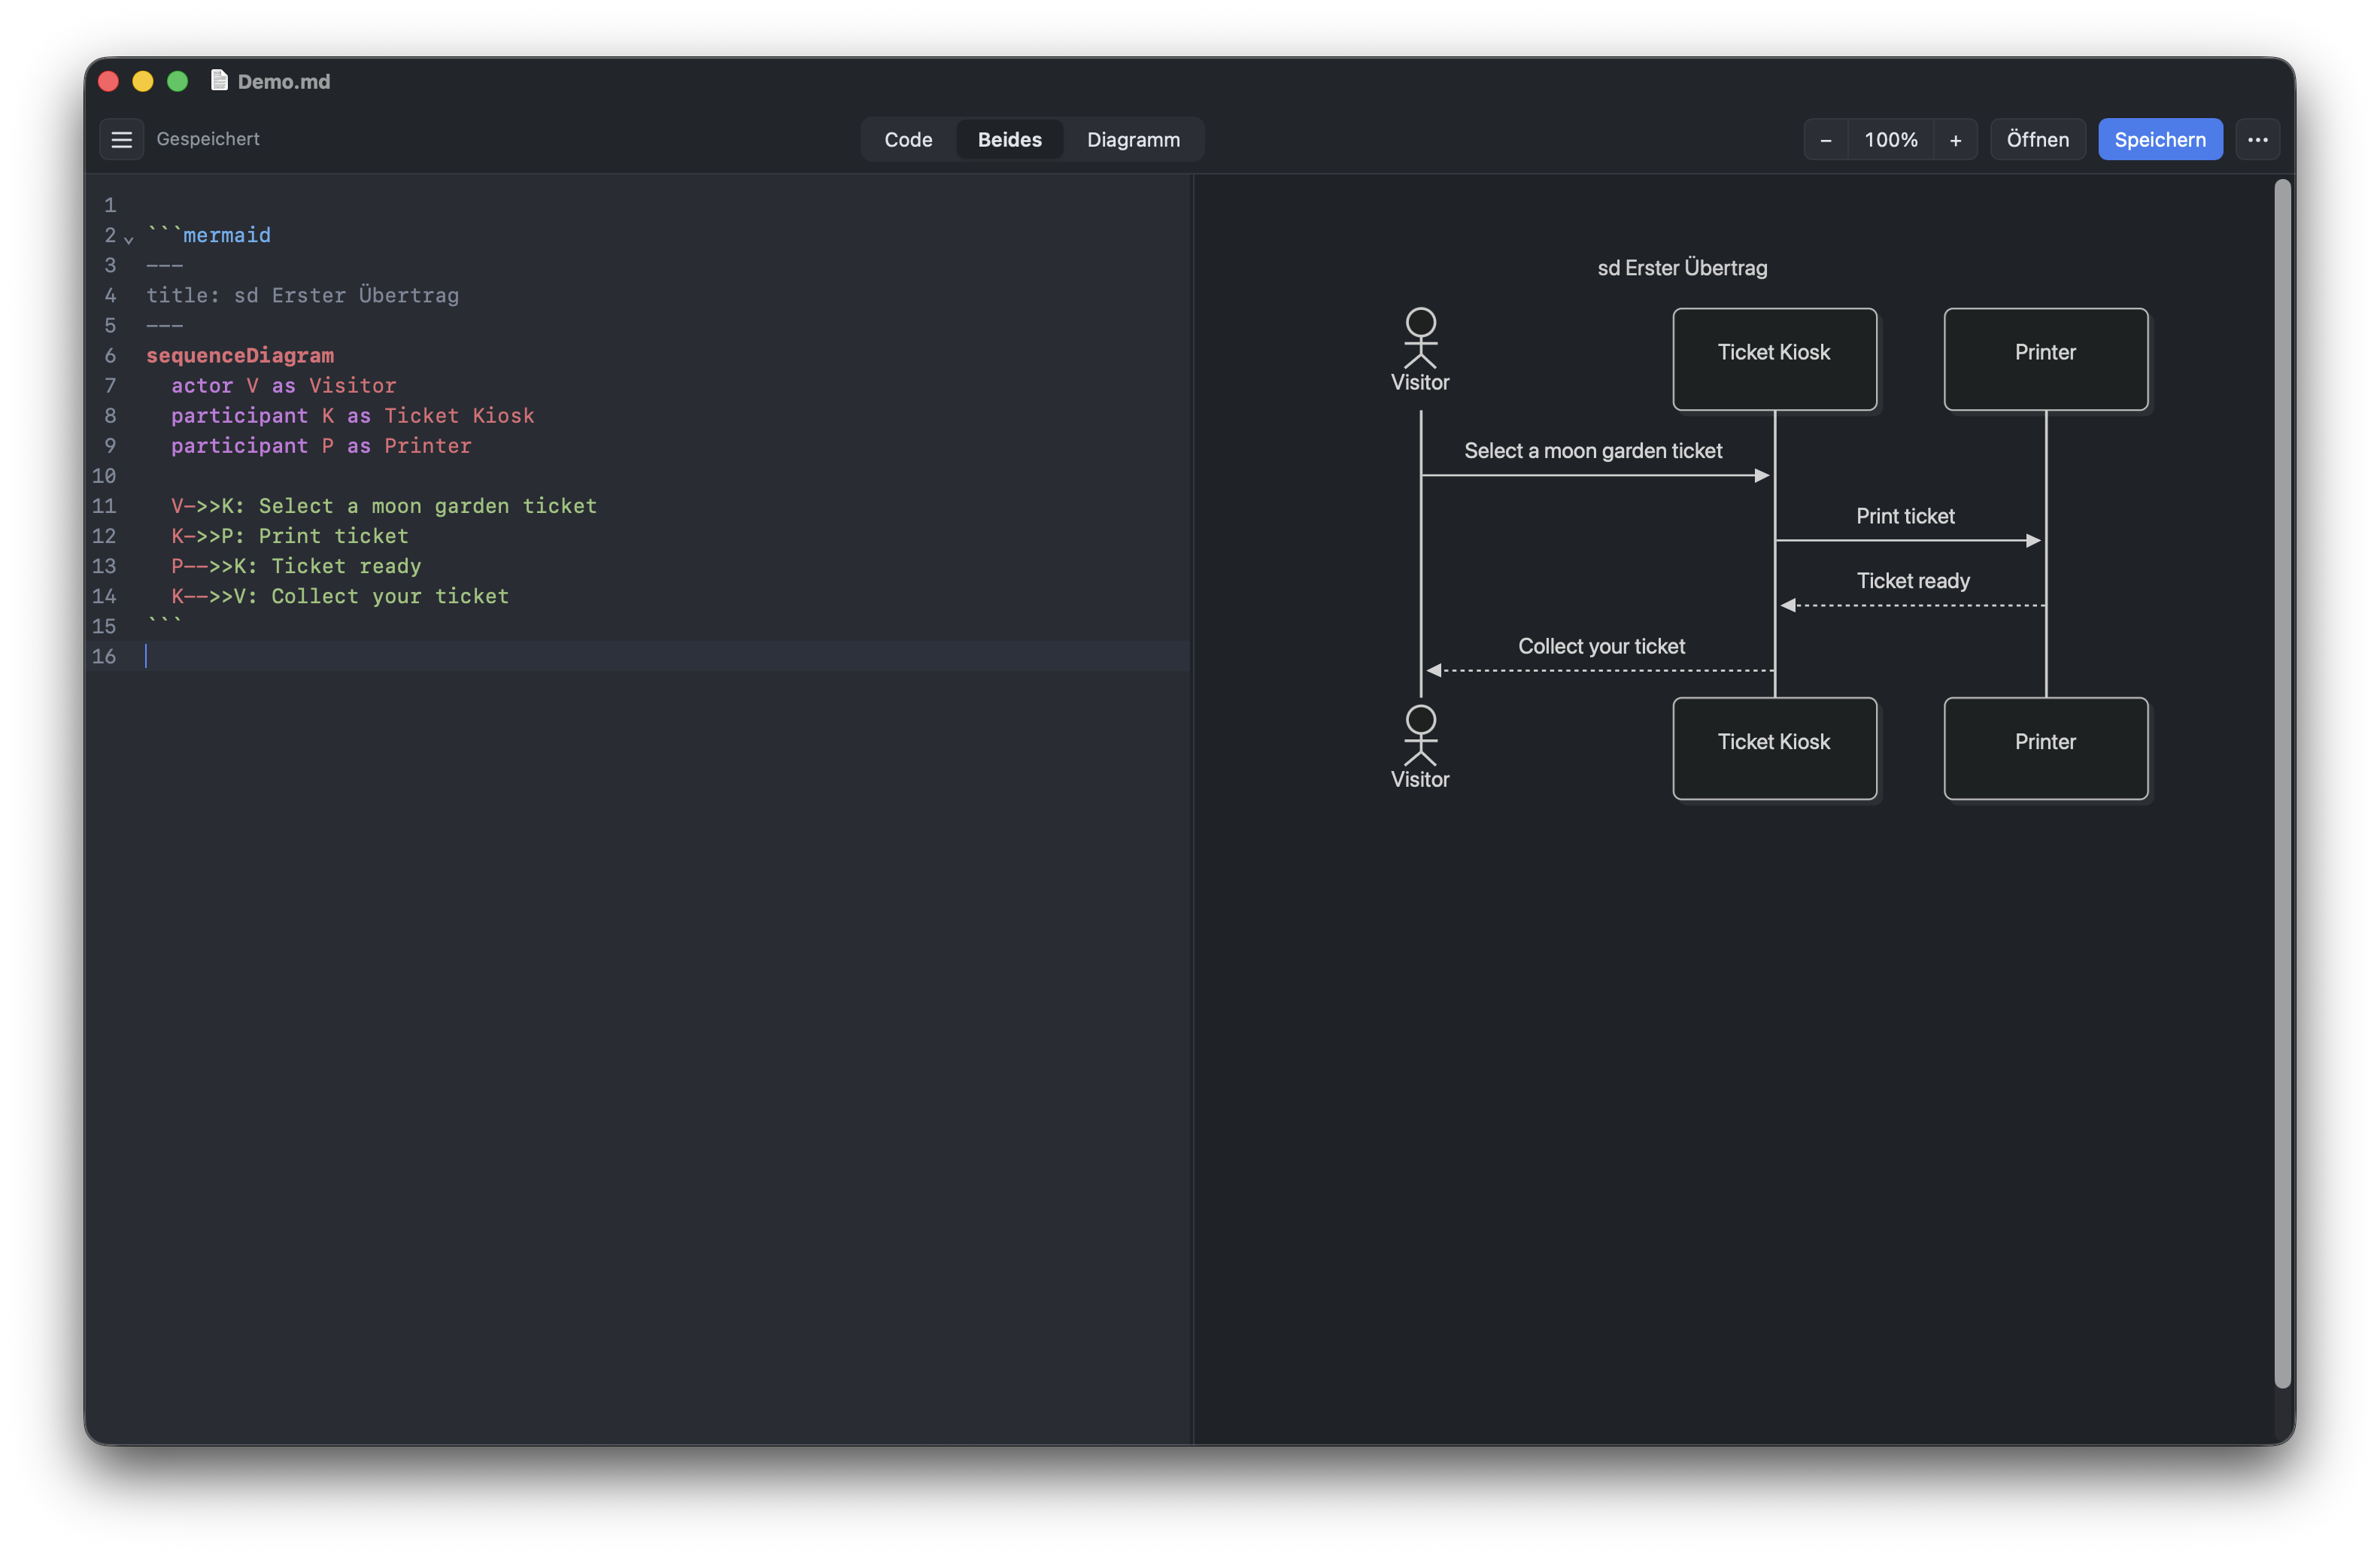 Demo.md
Gespeichert
Code Beides Diagramm
− 100% + Öffnen Speichern ···
1
2 ```mermaid
3 ---
4 title: sd Erster Übertrag
5 ---
6 sequenceDiagram
7   actor V as Visitor
8   participant K as Ticket Kiosk
9   participant P as Printer
10
11   V->>K: Select a moon garden ticket
12   K->>P: Print ticket
13   P-->>K: Ticket ready
14   K-->>V: Collect your ticket
15 ```
16
sd Erster Übertrag
Visitor
Ticket Kiosk
Printer
Select a moon garden ticket
Print ticket
Ticket ready
Collect your ticket
Visitor
Ticket Kiosk
Printer